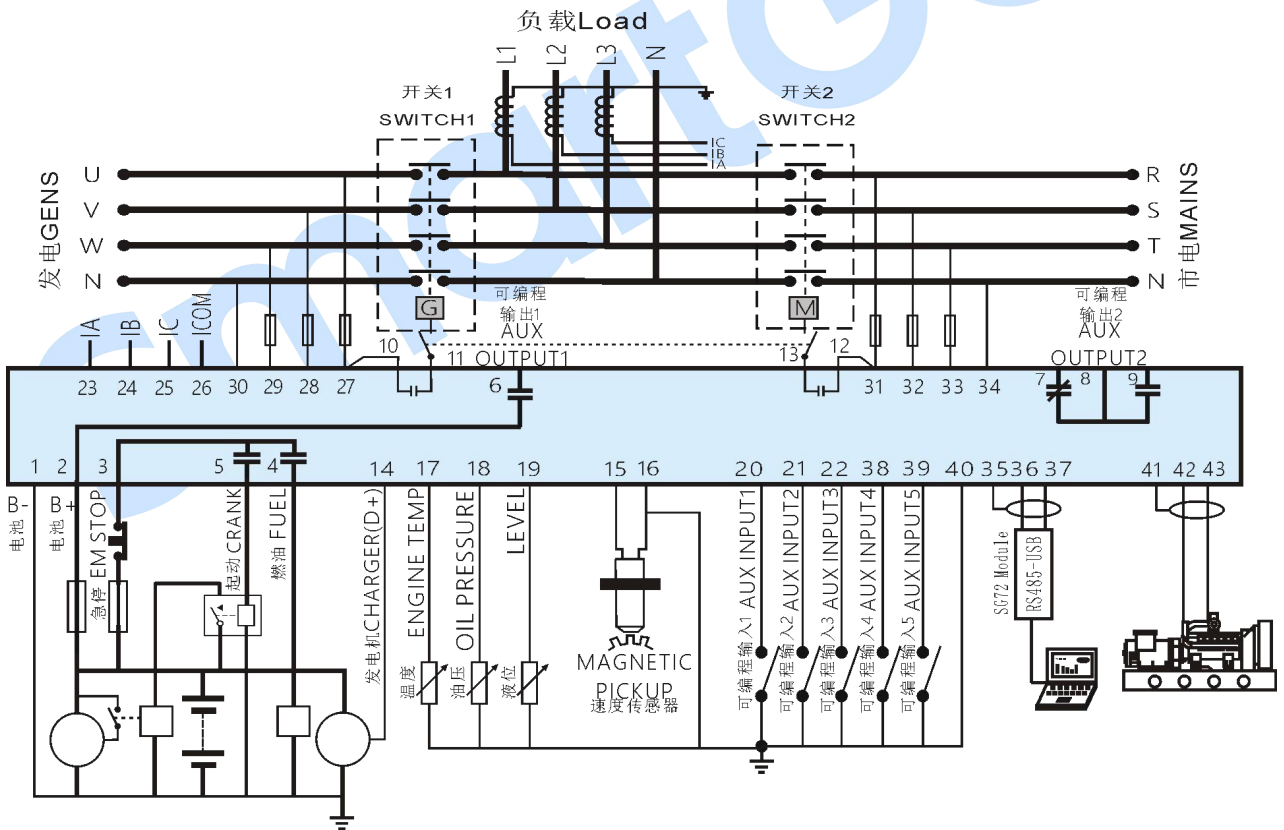 smartG
负载Load
L1
L2
L3
N
开关1
SWITCH1
开关2
SWITCH2
IC
IB
IA
发电GENS
U
V
W
N
R
S
T
N
市电MAINS
G
M
可编程
输出1
AUX
OUTPUT1
可编程
输出2
AUX
OUTPUT2
IA
IB
IC
ICOM
10
11
13
12
23
24
25
26
30
29
28
27
6
31
32
33
34
7
8
9
1
2
3
5
4
14
17
18
19
15
16
20
21
22
38
39
40
35
36
37
41
42
43
B-
电池
B+
电池
EM STOP
急停
起动 CRANK
燃油 FUEL
发电机CHARGER(D+)
ENGINE TEMP
温度
OIL PRESSURE
油压
LEVEL
液位
MAGNETIC
PICKUP
速度传感器
可编程输入1 AUX INPUT1
可编程输入2 AUX INPUT2
可编程输入3 AUX INPUT3
可编程输入4 AUX INPUT4
可编程输入5 AUX INPUT5
SG72 Module
RS485-USB